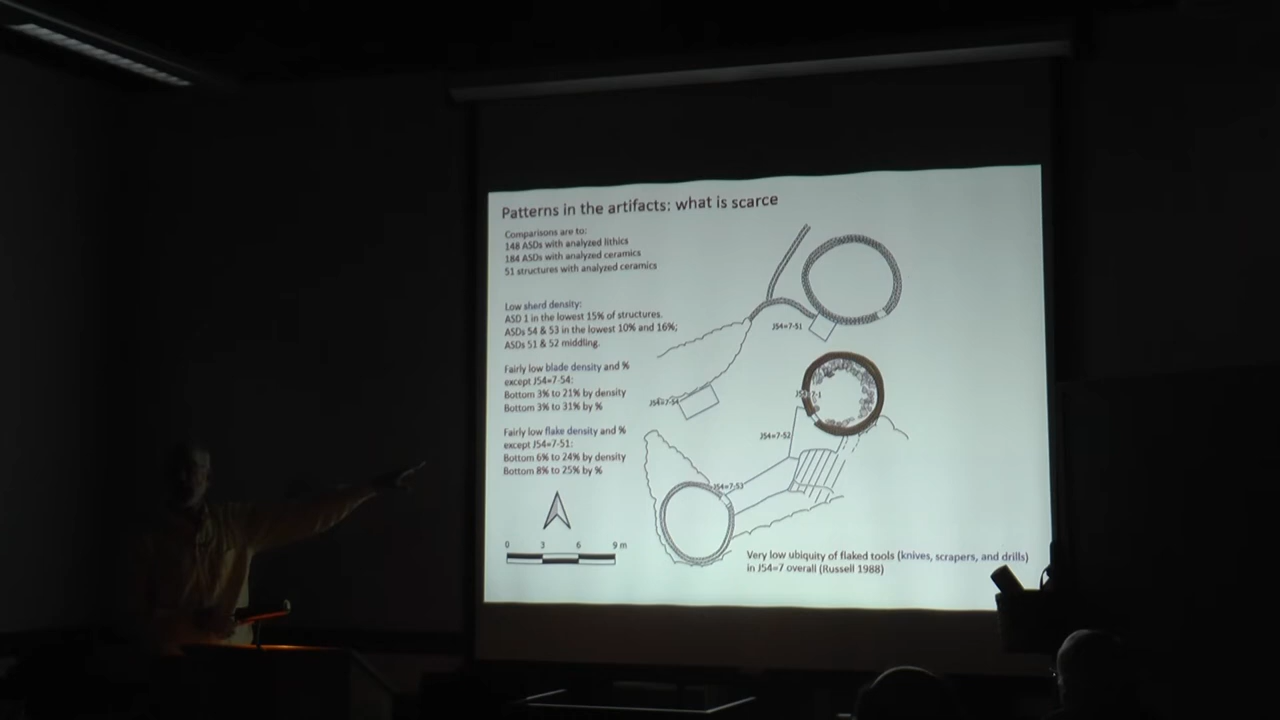 Patterns in the artifacts: what is scarce
Comparisons are to:
148 ASDs with analyzed lithics
184 ASDs with analyzed ceramics
51 structures with analyzed ceramics
Low sherd density:
ASD 1 in the lowest 15% of structures.
ASDs 54 & 53 in the lowest 10% and 16%;
ASDs 51 & 52 middling.
Fairly low blade density and %
except J54=7-54:
Bottom 3% to 21% by density
Bottom 3% to 31% by %
Fairly low flake density and %
except J54=7-51:
Bottom 6% to 24% by density
Bottom 8% to 25% by %
0 3 6 9 m
J54=7-51
J54=7-54
J54=7-1
J54=7-52
J54=7-53
Very low ubiquity of flaked tools (knives, scrapers, and drills)
in J54=7 overall (Russell 1988)